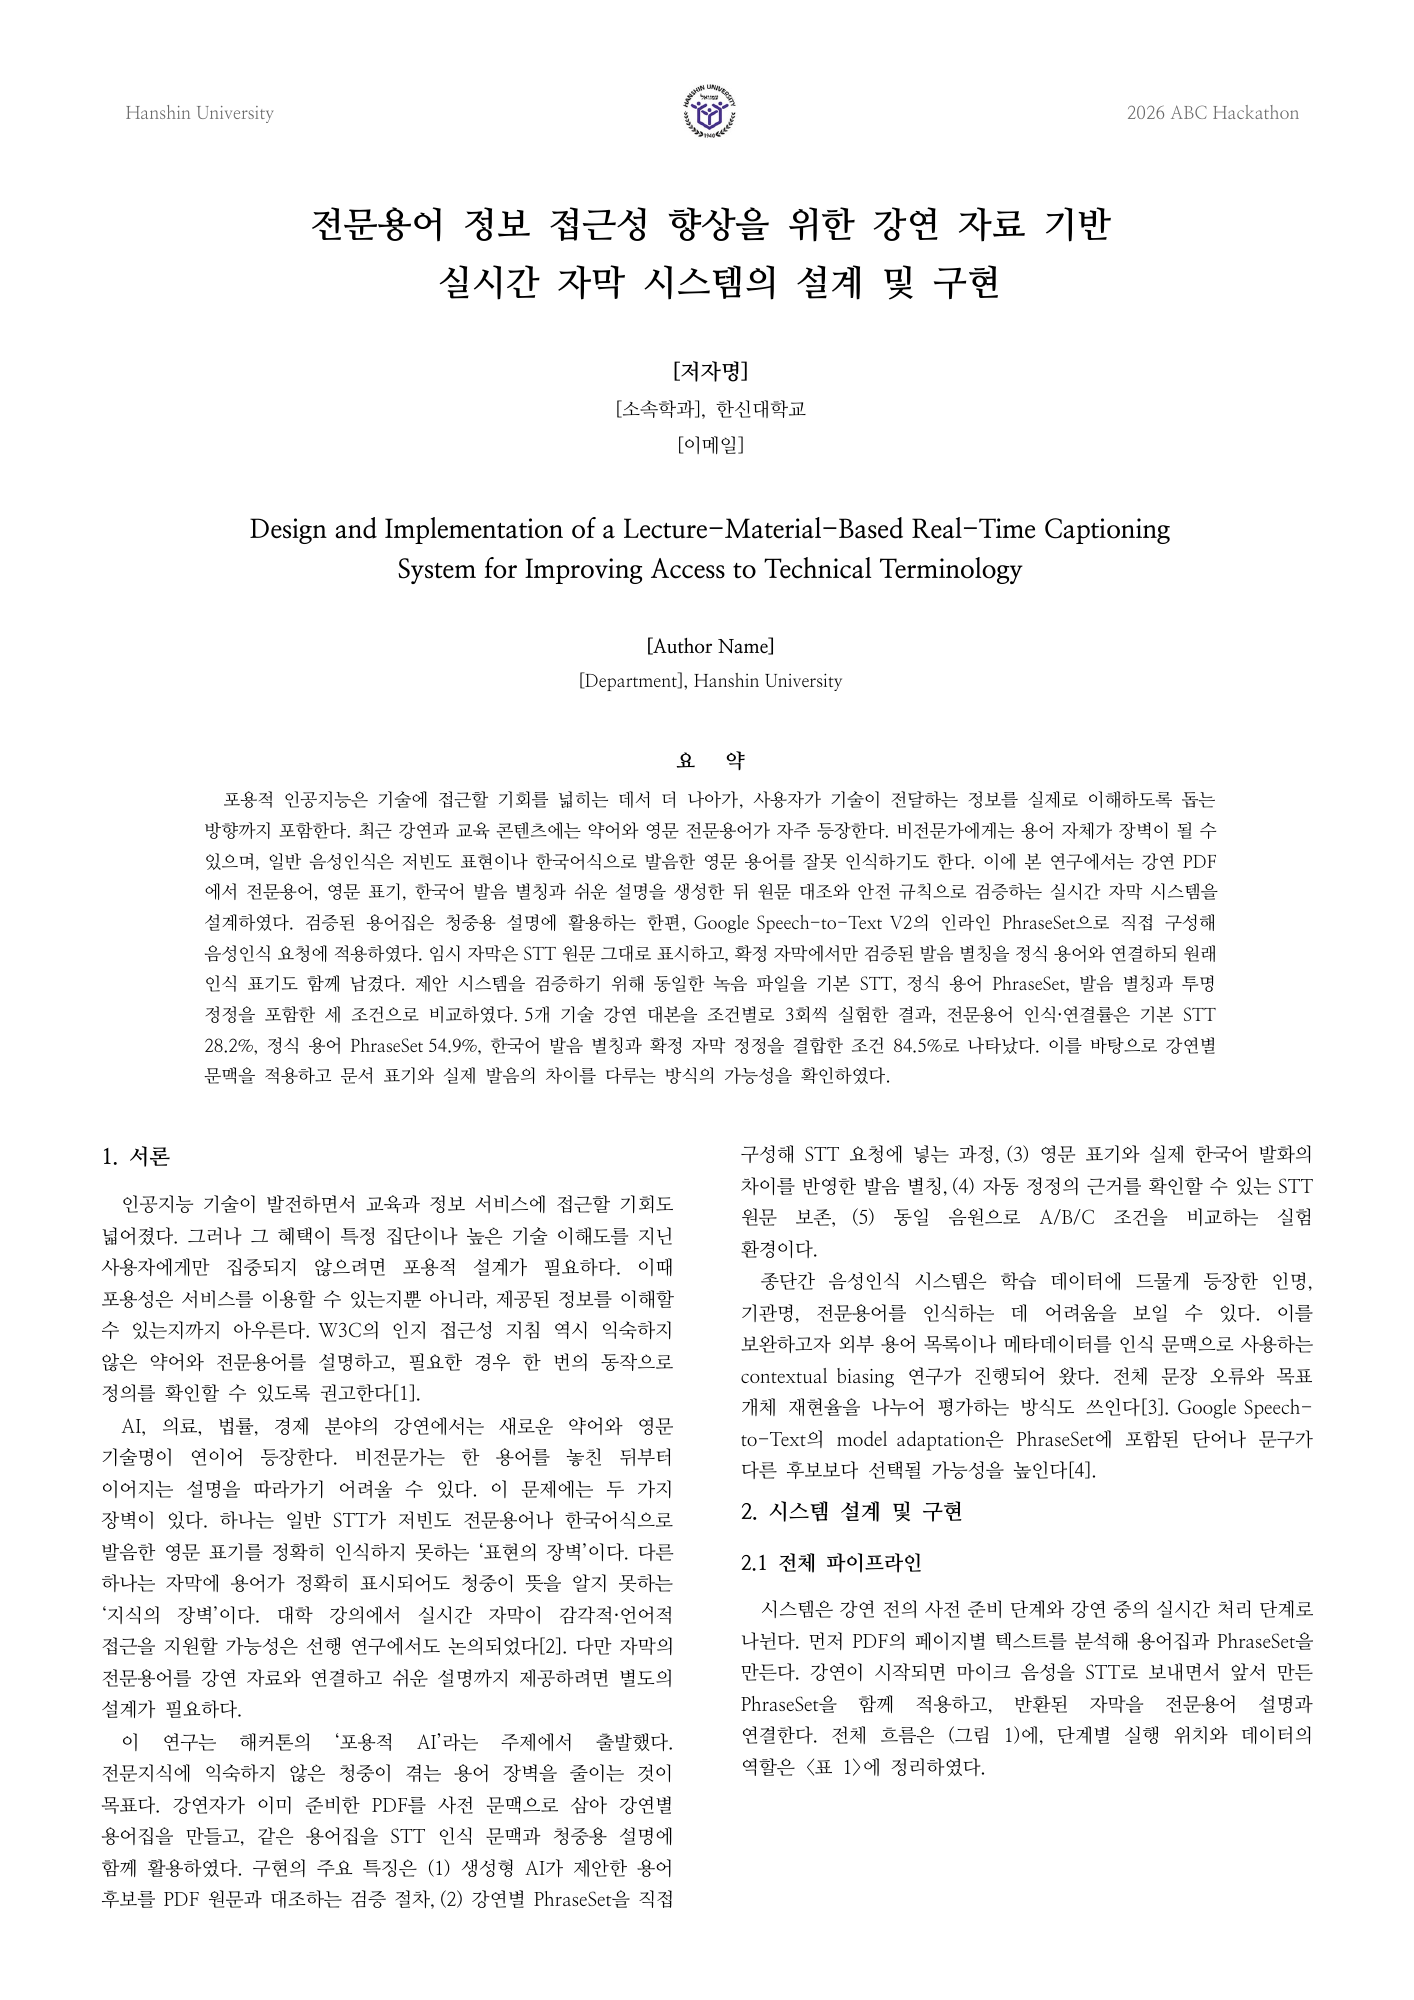 Hanshin University
HANSHIN UNIVERSITY
1940
2026 ABC Hackathon
전문용어 정보 접근성 향상을 위한 강연 자료 기반
실시간 자막 시스템의 설계 및 구현
[저자명]
[소속학과], 한신대학교
[이메일]
Design and Implementation of a Lecture-Material-Based Real-Time Captioning
System for Improving Access to Technical Terminology
[Author Name]
[Department], Hanshin University
요 약
포용적 인공지능은 기술에 접근할 기회를 넓히는 데서 더 나아가, 사용자가 기술이 전달하는 정보를 실제로 이해하도록 돕는
방향까지 포함한다. 최근 강연과 교육 콘텐츠에는 약어와 영문 전문용어가 자주 등장한다. 비전문가에게는 용어 자체가 장벽이 될 수
있으며, 일반 음성인식은 저빈도 표현이나 한국어식으로 발음한 영문 용어를 잘못 인식하기도 한다. 이에 본 연구에서는 강연 PDF
에서 전문용어, 영문 표기, 한국어 발음 별칭과 쉬운 설명을 생성한 뒤 원문 대조와 안전 규칙으로 검증하는 실시간 자막 시스템을
설계하였다. 검증된 용어집은 청중용 설명에 활용하는 한편, Google Speech-to-Text V2의 인라인 PhraseSet으로 직접 구성해
음성인식 요청에 적용하였다. 임시 자막은 STT 원문 그대로 표시하고, 확정 자막에서만 검증된 발음 별칭을 정식 용어와 연결하되 원래
인식 표기도 함께 남겼다. 제안 시스템을 검증하기 위해 동일한 녹음 파일을 기본 STT, 정식 용어 PhraseSet, 발음 별칭과 투명
정정을 포함한 세 조건으로 비교하였다. 5개 기술 강연 대본을 조건별로 3회씩 실험한 결과, 전문용어 인식·연결률은 기본 STT
28.2%, 정식 용어 PhraseSet 54.9%, 한국어 발음 별칭과 확정 자막 정정을 결합한 조건 84.5%로 나타났다. 이를 바탕으로 강연별
문맥을 적용하고 문서 표기와 실제 발음의 차이를 다루는 방식의 가능성을 확인하였다.
1. 서론
인공지능 기술이 발전하면서 교육과 정보 서비스에 접근할 기회도
넓어졌다. 그러나 그 혜택이 특정 집단이나 높은 기술 이해도를 지닌
사용자에게만 집중되지 않으려면 포용적 설계가 필요하다. 이때
포용성은 서비스를 이용할 수 있는지뿐 아니라, 제공된 정보를 이해할
수 있는지까지 아우른다. W3C의 인지 접근성 지침 역시 익숙하지
않은 약어와 전문용어를 설명하고, 필요한 경우 한 번의 동작으로
정의를 확인할 수 있도록 권고한다[1].
AI, 의료, 법률, 경제 분야의 강연에서는 새로운 약어와 영문
기술명이 연이어 등장한다. 비전문가는 한 용어를 놓친 뒤부터
이어지는 설명을 따라가기 어려울 수 있다. 이 문제에는 두 가지
장벽이 있다. 하나는 일반 STT가 저빈도 전문용어나 한국어식으로
발음한 영문 표기를 정확히 인식하지 못하는 ‘표현의 장벽’이다. 다른
하나는 자막에 용어가 정확히 표시되어도 청중이 뜻을 알지 못하는
‘지식의 장벽’이다. 대학 강의에서 실시간 자막이 감각적·언어적
접근을 지원할 가능성은 선행 연구에서도 논의되었다[2]. 다만 자막의
전문용어를 강연 자료와 연결하고 쉬운 설명까지 제공하려면 별도의
설계가 필요하다.
이 연구는 해커톤의 ‘포용적 AI’라는 주제에서 출발했다.
전문지식에 익숙하지 않은 청중이 겪는 용어 장벽을 줄이는 것이
목표다. 강연자가 이미 준비한 PDF를 사전 문맥으로 삼아 강연별
용어집을 만들고, 같은 용어집을 STT 인식 문맥과 청중용 설명에
함께 활용하였다. 구현의 주요 특징은 (1) 생성형 AI가 제안한 용어
후보를 PDF 원문과 대조하는 검증 절차, (2) 강연별 PhraseSet을 직접
구성해 STT 요청에 넣는 과정, (3) 영문 표기와 실제 한국어 발화의
차이를 반영한 발음 별칭, (4) 자동 정정의 근거를 확인할 수 있는 STT
원문 보존, (5) 동일 음원으로 A/B/C 조건을 비교하는 실험
환경이다.
종단간 음성인식 시스템은 학습 데이터에 드물게 등장한 인명,
기관명, 전문용어를 인식하는 데 어려움을 보일 수 있다. 이를
보완하고자 외부 용어 목록이나 메타데이터를 인식 문맥으로 사용하는
contextual biasing 연구가 진행되어 왔다. 전체 문장 오류와 목표
개체 재현율을 나누어 평가하는 방식도 쓰인다[3]. Google Speech-
to-Text의 model adaptation은 PhraseSet에 포함된 단어나 문구가
다른 후보보다 선택될 가능성을 높인다[4].
2. 시스템 설계 및 구현
2.1 전체 파이프라인
시스템은 강연 전의 사전 준비 단계와 강연 중의 실시간 처리 단계로
나뉜다. 먼저 PDF의 페이지별 텍스트를 분석해 용어집과 PhraseSet을
만든다. 강연이 시작되면 마이크 음성을 STT로 보내면서 앞서 만든
PhraseSet을 함께 적용하고, 반환된 자막을 전문용어 설명과
연결한다. 전체 흐름은 (그림 1)에, 단계별 실행 위치와 데이터의
역할은 〈표 1〉에 정리하였다.